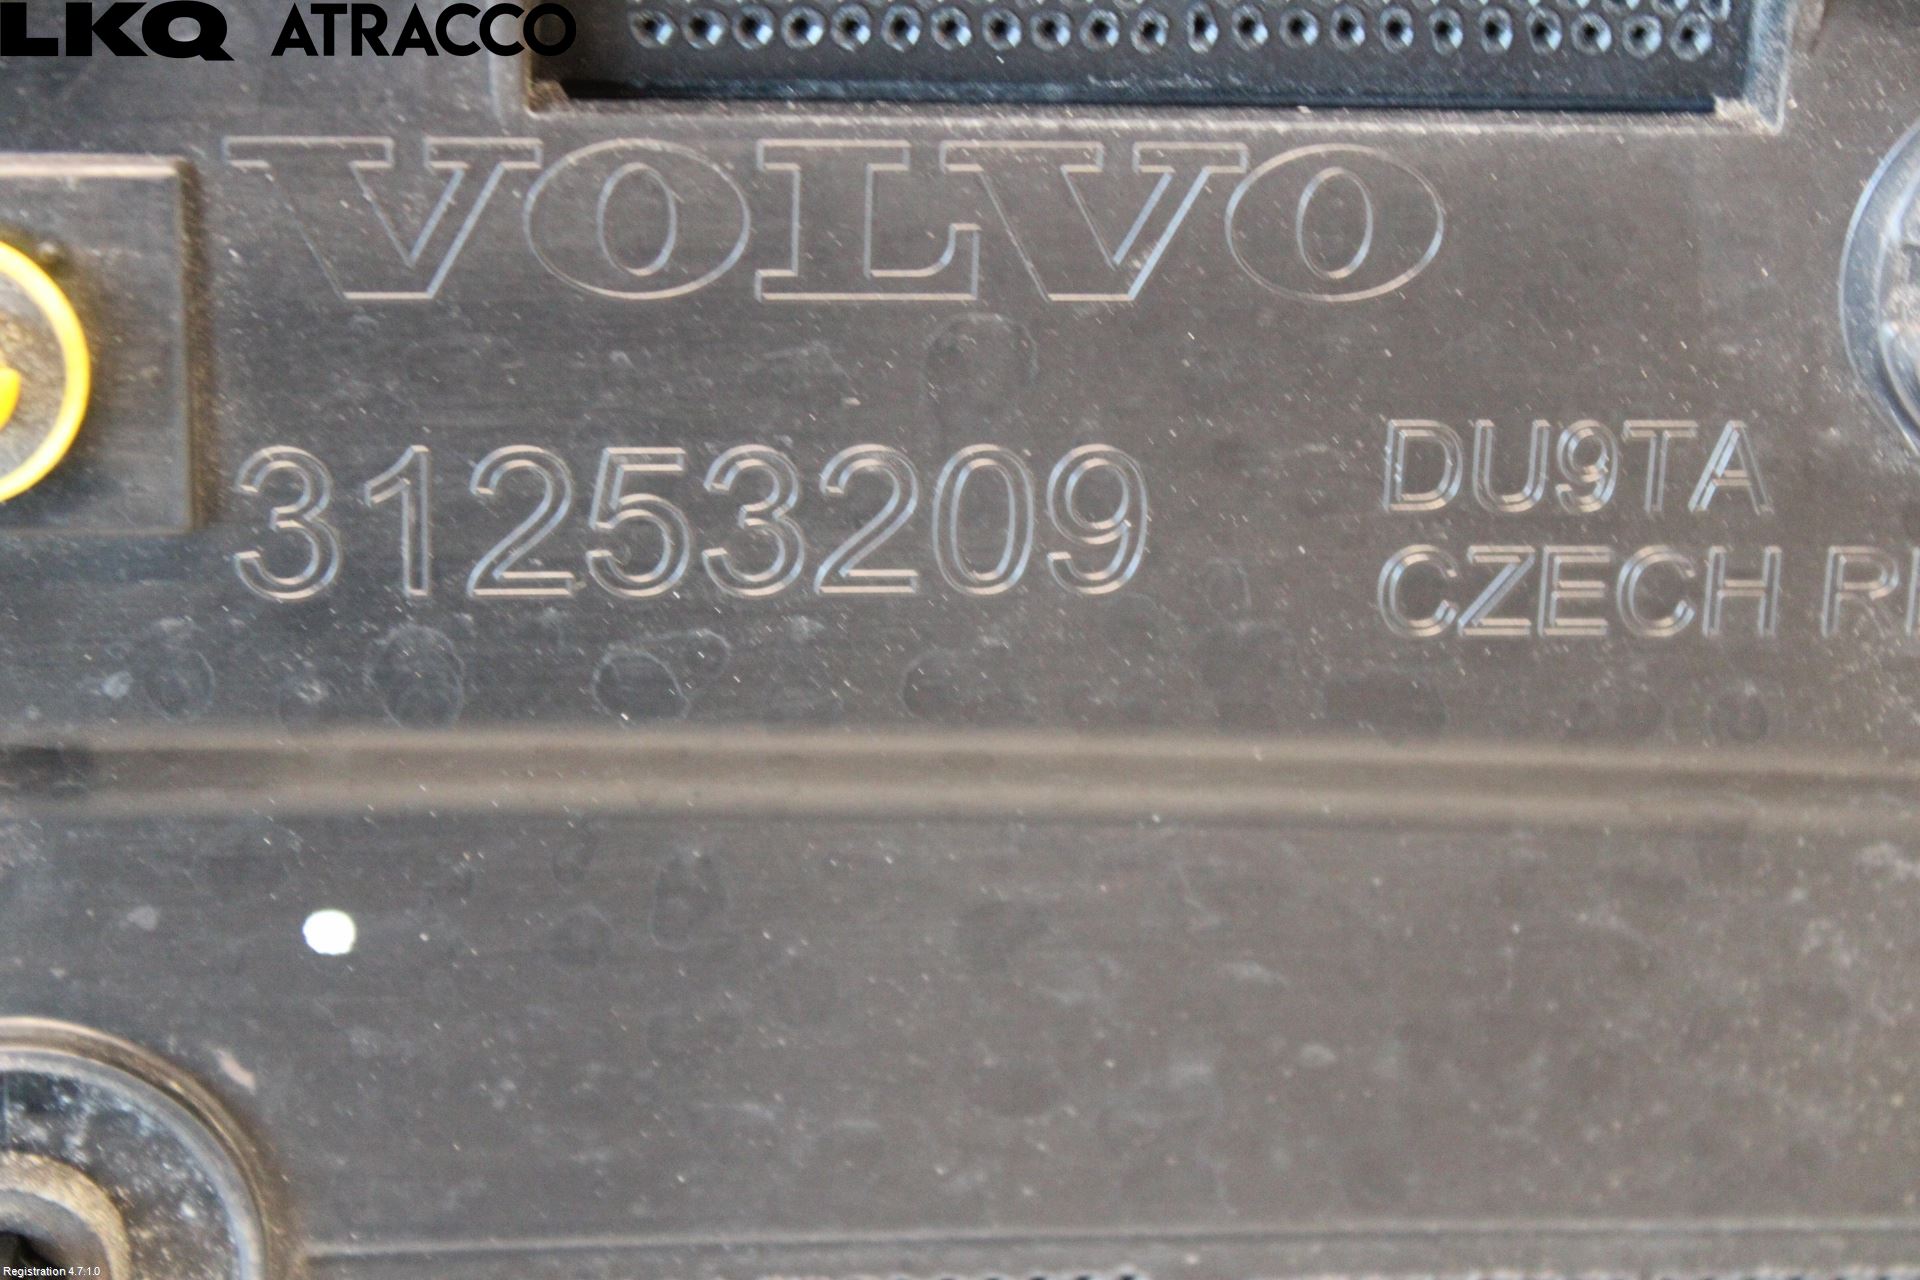 LKQ ATRACCO
VOLVO
31253209
DU9TA
CZECH
Registration 4.7.1.0